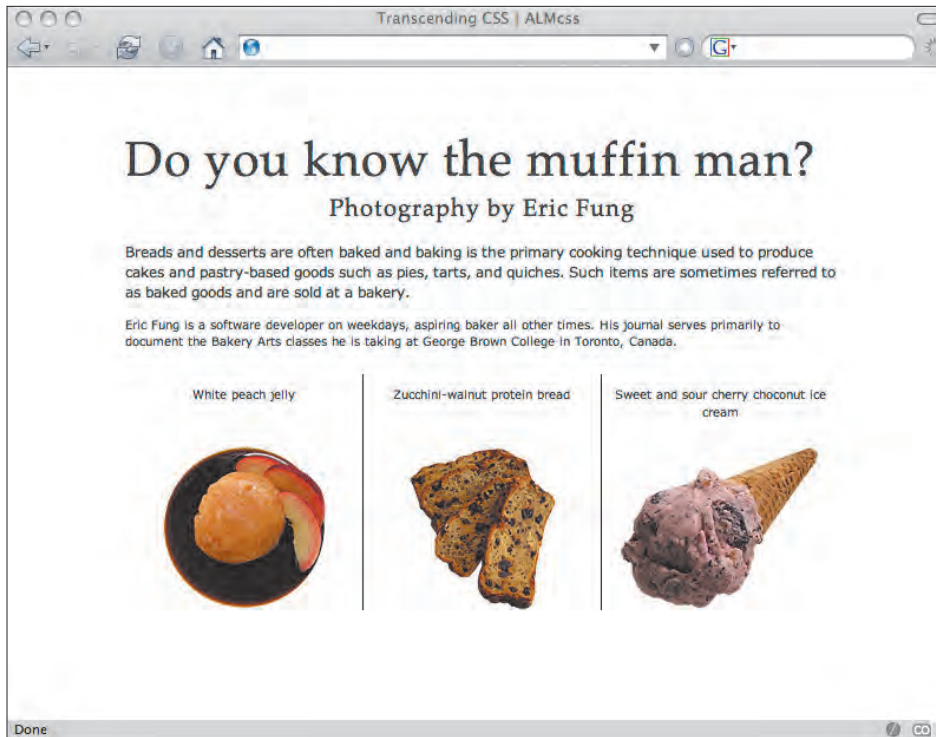 Transcending CSS | ALMcss
G
Do you know the muffin man?
Photography by Eric Fung
Breads and desserts are often baked and baking is the primary cooking technique used to produce
cakes and pastry-based goods such as pies, tarts, and quiches. Such items are sometimes referred to
as baked goods and are sold at a bakery.
Eric Fung is a software developer on weekdays, aspiring baker all other times. His journal serves primarily to
document the Bakery Arts classes he is taking at George Brown College in Toronto, Canada.
White peach jelly
Zucchini-walnut protein bread
Sweet and sour cherry choconut ice
cream
Done